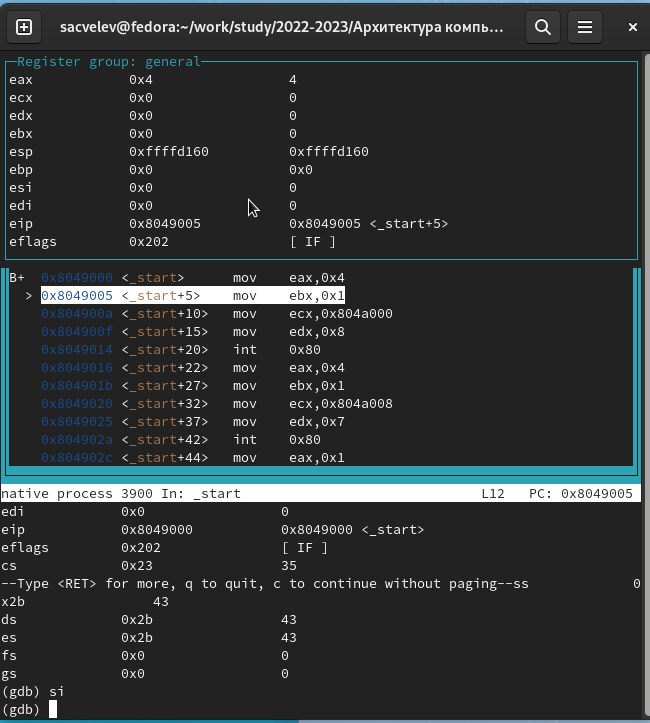 sacvelev@fedora:~/work/study/2022-2023/Архитектура компь...
Register group: general
eax 0x4 4
ecx 0x0 0
edx 0x0 0
ebx 0x0 0
esp 0xffffd160 0xffffd160
ebp 0x0 0x0
esi 0x0 0
edi 0x0 0
eip 0x8049005 0x8049005 <_start+5>
eflags 0x202 [ IF ]
B+ 0x8049000 <_start> mov eax,0x4
> 0x8049005 <_start+5> mov ebx,0x1
0x804900a <_start+10> mov ecx,0x804a000
0x804900f <_start+15> mov edx,0x8
0x8049014 <_start+20> int 0x80
0x8049016 <_start+22> mov eax,0x4
0x804901b <_start+27> mov ebx,0x1
0x8049020 <_start+32> mov ecx,0x804a008
0x8049025 <_start+37> mov edx,0x7
0x804902a <_start+42> int 0x80
0x804902c <_start+44> mov eax,0x1
native process 3900 In: _start L12 PC: 0x8049005
edi 0x0 0
eip 0x8049000 0x8049000 <_start>
eflags 0x202 [ IF ]
cs 0x23 35
--Type <RET> for more, q to quit, c to continue without paging--ss 0
x2b 43
ds 0x2b 43
es 0x2b 43
fs 0x0 0
gs 0x0 0
(gdb) si
(gdb)